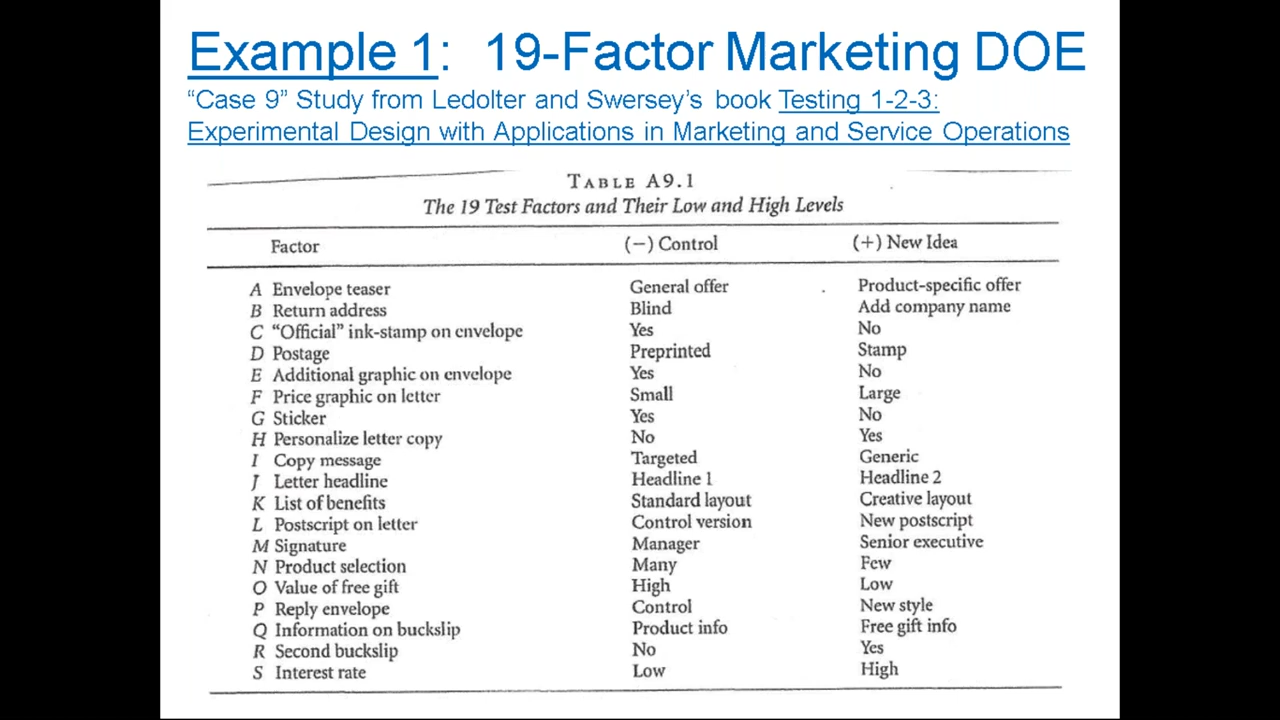 Example 1: 19-Factor Marketing DOE
“Case 9” Study from Ledolter and Swersey’s book Testing 1-2-3:
Experimental Design with Applications in Marketing and Service Operations
TABLE A9.1
The 19 Test Factors and Their Low and High Levels
Factor (−) Control (+) New Idea
A Envelope teaser General offer Product-specific offer
B Return address Blind Add company name
C “Official” ink-stamp on envelope Yes No
D Postage Preprinted Stamp
E Additional graphic on envelope Yes No
F Price graphic on letter Small Large
G Sticker Yes No
H Personalize letter copy No Yes
I Copy message Targeted Generic
J Letter headline Headline 1 Headline 2
K List of benefits Standard layout Creative layout
L Postscript on letter Control version New postscript
M Signature Manager Senior executive
N Product selection Many Few
O Value of free gift High Low
P Reply envelope Control New style
Q Information on buckslip Product info Free gift info
R Second buckslip No Yes
S Interest rate Low High